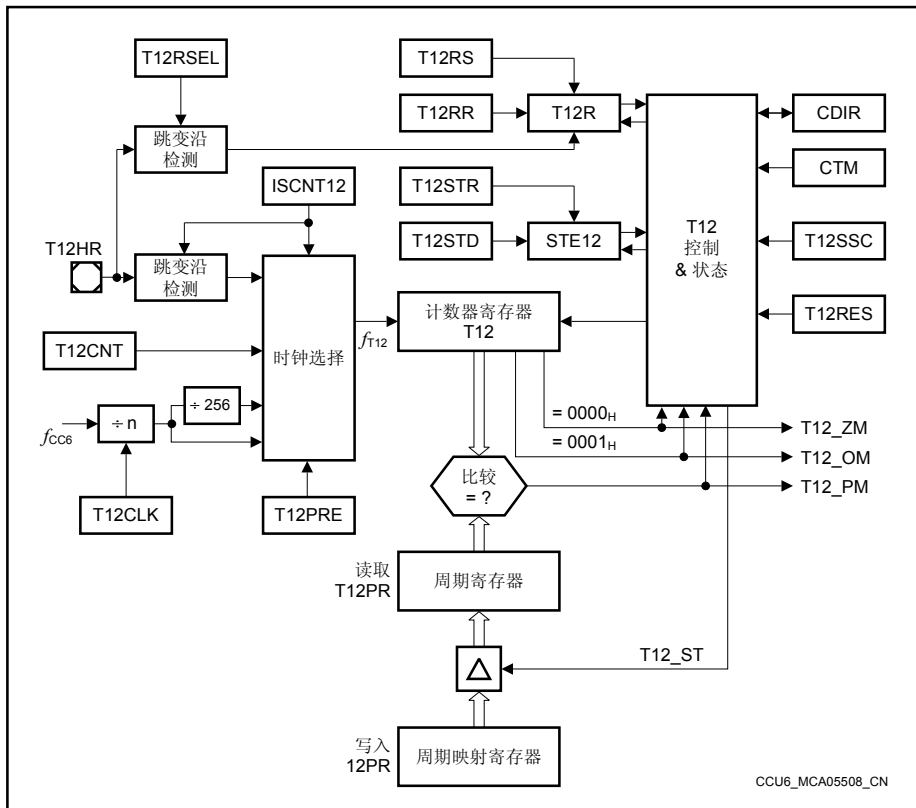 T12RSEL
T12RS
T12RR
T12R
CDIR
跳变沿
检测
CTM
ISCNT12
T12STR
T12
控制
& 状态
T12HR
T12STD
STE12
T12SSC
跳变沿
检测
计数器寄存器
T12
T12RES
T12CNT
时钟选择
fT12
÷ 256
fCC6
÷ n
= 0000H
T12_ZM
= 0001H
T12_OM
比较
= ?
T12_PM
T12CLK
T12PRE
读取
T12PR
周期寄存器
T12_ST
△
写入
12PR
周期映射寄存器
CCU6_MCA05508_CN